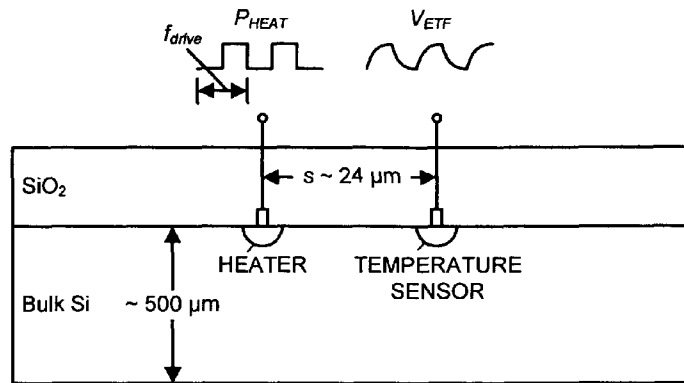 P_HEAT
V_ETF
f_drive
s ~ 24 µm
SiO₂
HEATER
TEMPERATURE
SENSOR
Bulk Si
~ 500 µm